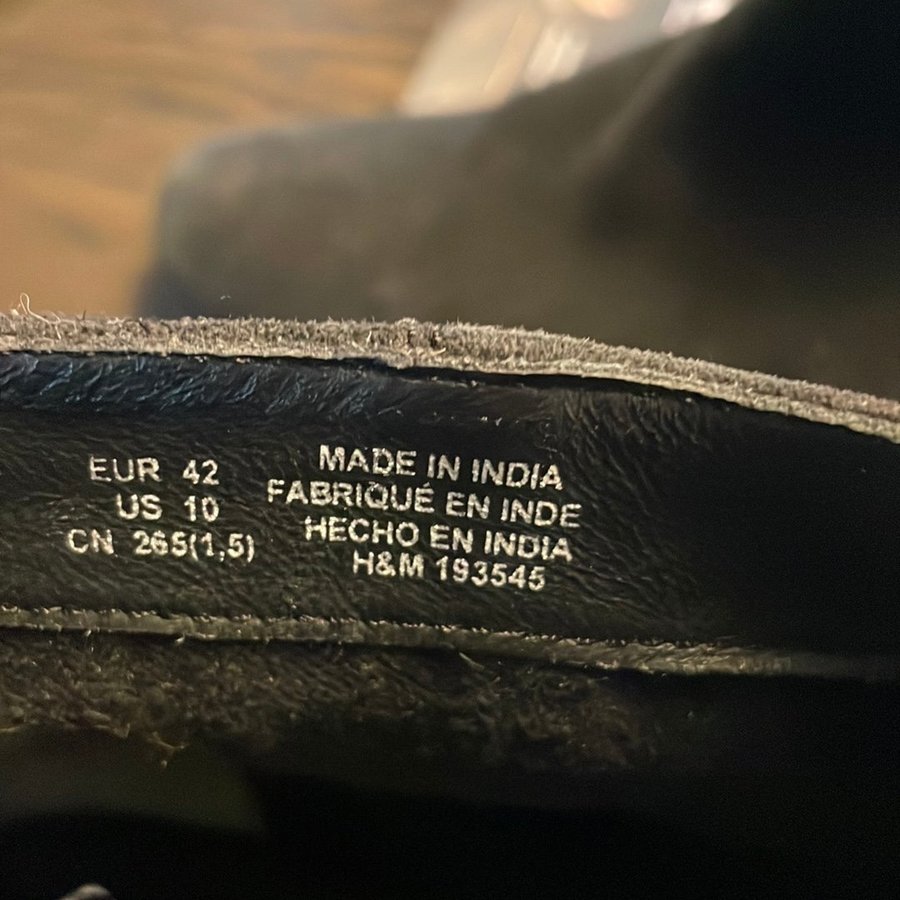 EUR 42
US 10
CN 265(1,5)
MADE IN INDIA
FABRIQUÉ EN INDE
HECHO EN INDIA
H&M 193545